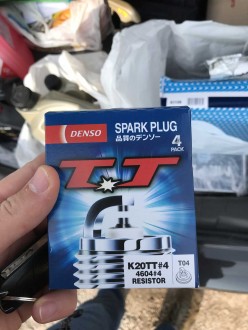 DENSO
SPARK PLUG
品質のデンソー
4
PACK
TT
K20TT#4
4604#4
RESISTOR
T04